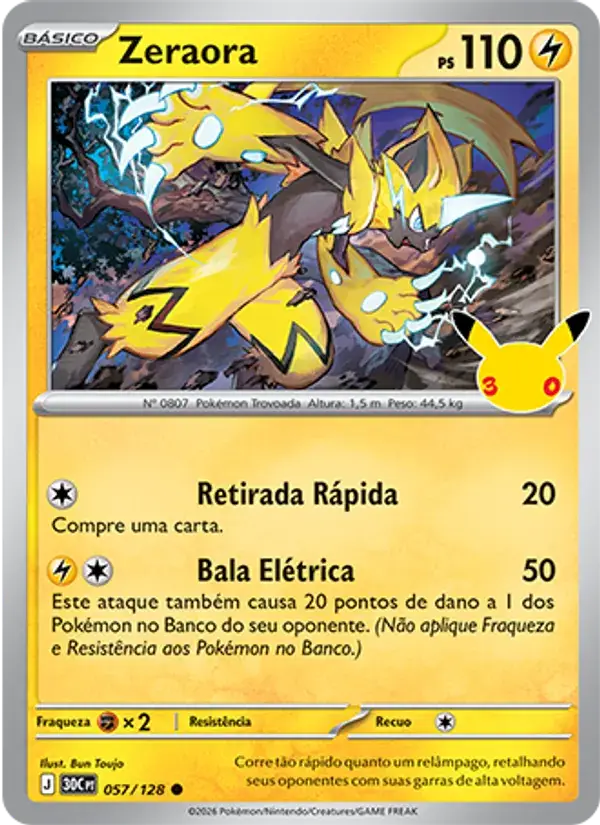 BÁSICO Zeraora PS 110
Nº 0807 Pokémon Trovoada Altura: 1,5 m Peso: 44,5 kg
30
Retirada Rápida 20
Compre uma carta.
Bala Elétrica 50
Este ataque também causa 20 pontos de dano a 1 dos
Pokémon no Banco do seu oponente. (Não aplique Fraqueza
e Resistência aos Pokémon no Banco.)
Fraqueza ×2 Resistência Recuo
Ilust. Bun Toujo
J 30C PT 057/128
Corre tão rápido quanto um relâmpago, retalhando
seus oponentes com suas garras de alta voltagem.
©2026 Pokémon/Nintendo/Creatures/GAME FREAK